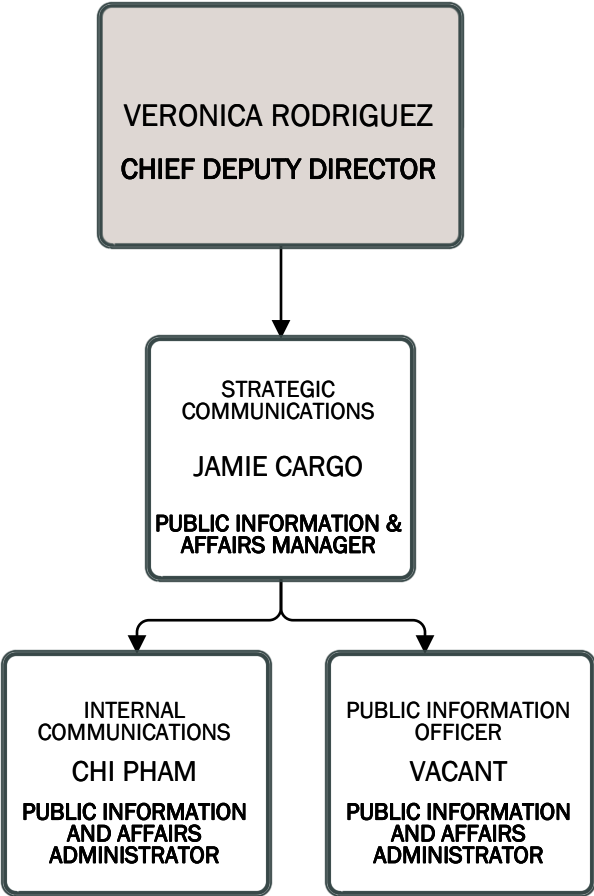 VERONICA RODRIGUEZ
CHIEF DEPUTY DIRECTOR
STRATEGIC
COMMUNICATIONS
JAMIE CARGO
PUBLIC INFORMATION &
AFFAIRS MANAGER
INTERNAL
COMMUNICATIONS
CHI PHAM
PUBLIC INFORMATION
AND AFFAIRS
ADMINISTRATOR
PUBLIC INFORMATION
OFFICER
VACANT
PUBLIC INFORMATION
AND AFFAIRS
ADMINISTRATOR